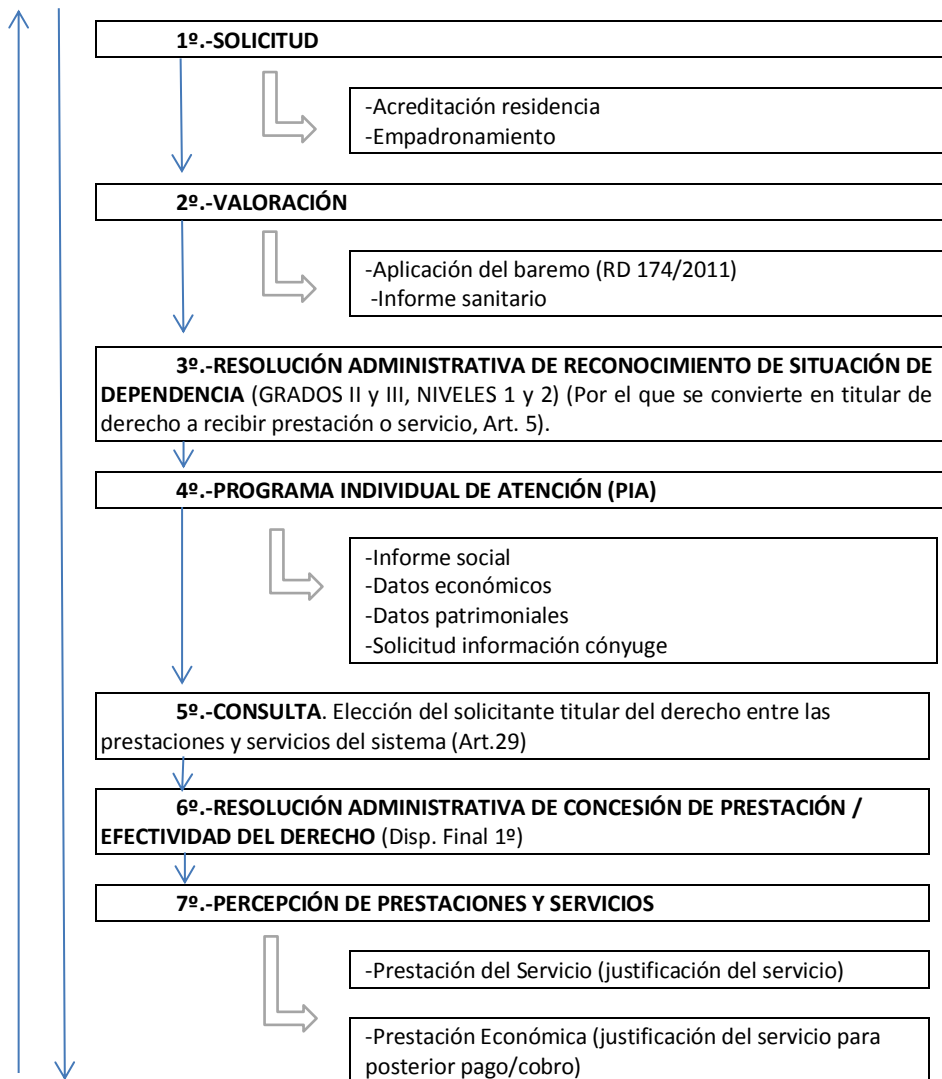 1º.-SOLICITUD
-Acreditación residencia
-Empadronamiento
2º.-VALORACIÓN
-Aplicación del baremo (RD 174/2011)
-Informe sanitario
3º.-RESOLUCIÓN ADMINISTRATIVA DE RECONOCIMIENTO DE SITUACIÓN DE
DEPENDENCIA (GRADOS II y III, NIVELES 1 y 2) (Por el que se convierte en titular de
derecho a recibir prestación o servicio, Art. 5).
4º.-PROGRAMA INDIVIDUAL DE ATENCIÓN (PIA)
-Informe social
-Datos económicos
-Datos patrimoniales
-Solicitud información cónyuge
5º.-CONSULTA. Elección del solicitante titular del derecho entre las
prestaciones y servicios del sistema (Art.29)
6º.-RESOLUCIÓN ADMINISTRATIVA DE CONCESIÓN DE PRESTACIÓN /
EFECTIVIDAD DEL DERECHO (Disp. Final 1º)
7º.-PERCEPCIÓN DE PRESTACIONES Y SERVICIOS
-Prestación del Servicio (justificación del servicio)
-Prestación Económica (justificación del servicio para
posterior pago/cobro)